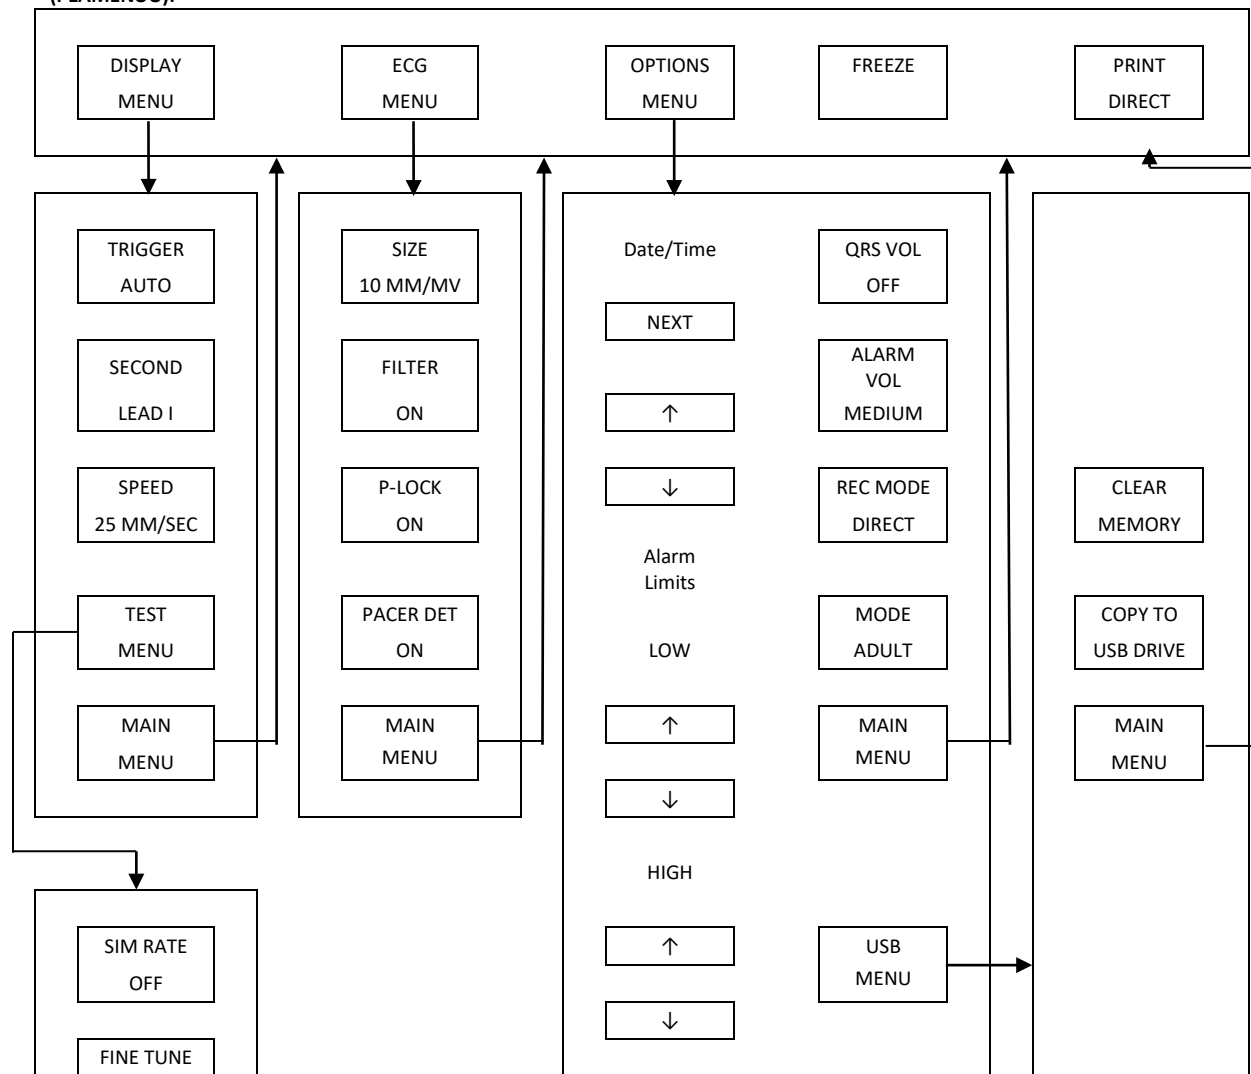 DISPLAY
MENU
ECG
MENU
OPTIONS
MENU
FREEZE
PRINT
DIRECT
TRIGGER
AUTO
SECOND
LEAD I
SPEED
25 MM/SEC
TEST
MENU
MAIN
MENU
SIZE
10 MM/MV
FILTER
ON
P-LOCK
ON
PACER DET
ON
MAIN
MENU
Date/Time
NEXT
↑
↓
Alarm
Limits
LOW
↑
↓
HIGH
↑
↓
QRS VOL
OFF
ALARM
VOL
MEDIUM
REC MODE
DIRECT
MODE
ADULT
MAIN
MENU
USB
MENU
CLEAR
MEMORY
COPY TO
USB DRIVE
MAIN
MENU
SIM RATE
OFF
FINE TUNE